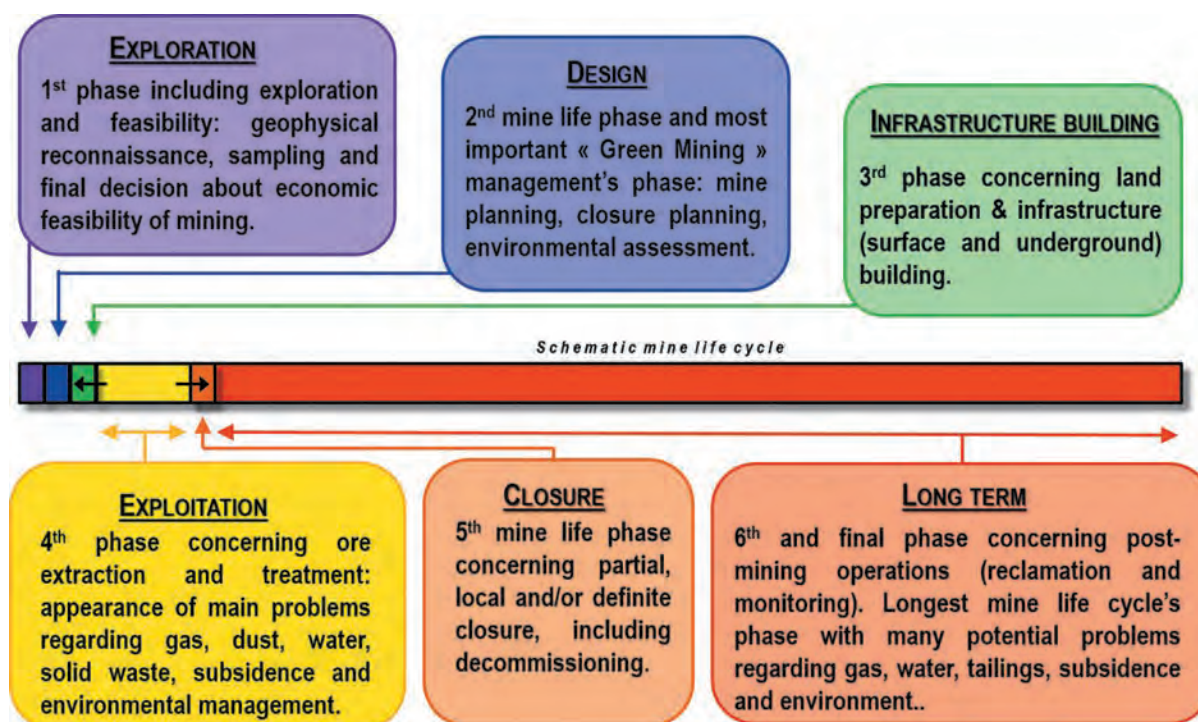 EXPLORATION
1st phase including exploration
and feasibility: geophysical
reconnaissance, sampling and
final decision about economic
feasibility of mining.
DESIGN
2nd mine life phase and most
important « Green Mining »
management's phase: mine
planning, closure planning,
environmental assessment.
INFRASTRUCTURE BUILDING
3rd phase concerning land
preparation & infrastructure
(surface and underground)
building.
Schematic mine life cycle
EXPLOITATION
4th phase concerning ore
extraction and treatment:
appearance of main problems
regarding gas, dust, water,
solid waste, subsidence and
environmental management.
CLOSURE
5th mine life phase
concerning partial,
local and/or definite
closure, including
decommissioning.
LONG TERM
6th and final phase concerning post-
mining operations (reclamation and
monitoring). Longest mine life cycle's
phase with many potential problems
regarding gas, water, tailings, subsidence
and environment..